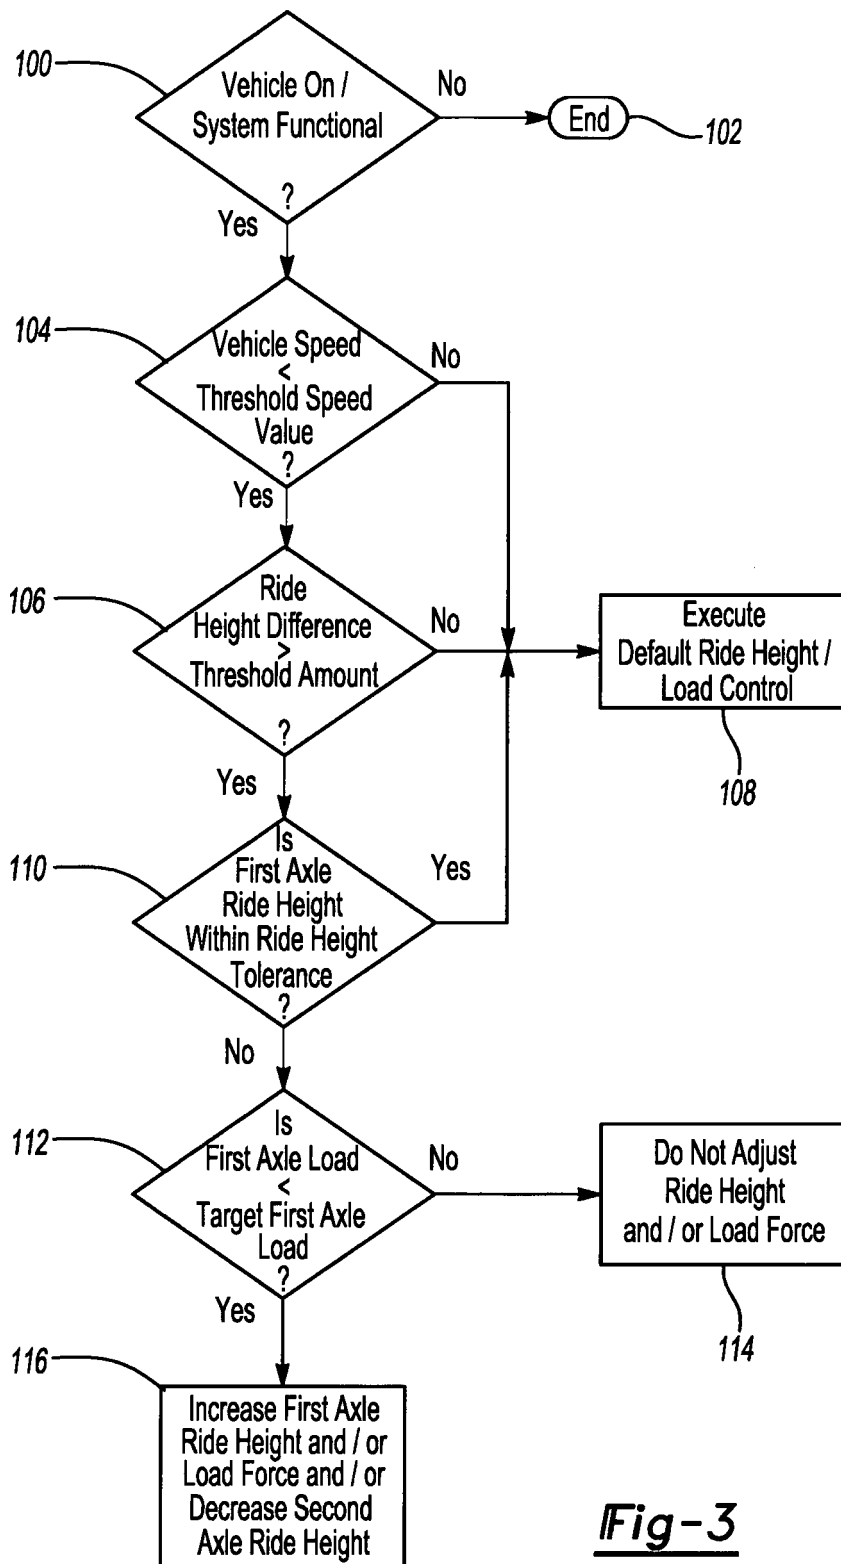 100
Vehicle On /
System Functional
?
No
End
102
Yes
104
Vehicle Speed
<
Threshold Speed
Value
?
No
Yes
106
Ride
Height Difference
>
Threshold Amount
?
No
Execute
Default Ride Height /
Load Control
108
Yes
110
Is
First Axle
Ride Height
Within Ride Height
Tolerance
?
Yes
No
112
Is
First Axle Load
<
Target First Axle
Load
?
No
Do Not Adjust
Ride Height
and / or Load Force
114
Yes
116
Increase First Axle
Ride Height and / or
Load Force and / or
Decrease Second
Axle Ride Height
Fig-3